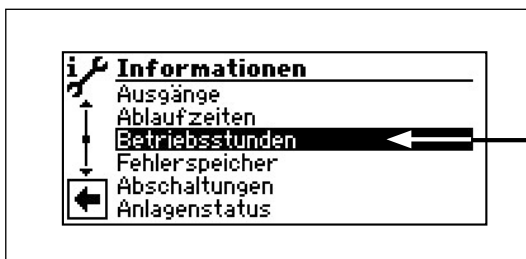 i
Informationen
Ausgänge
Ablaufzeiten
Betriebsstunden
Fehlerspeicher
Abschaltungen
Anlagenstatus